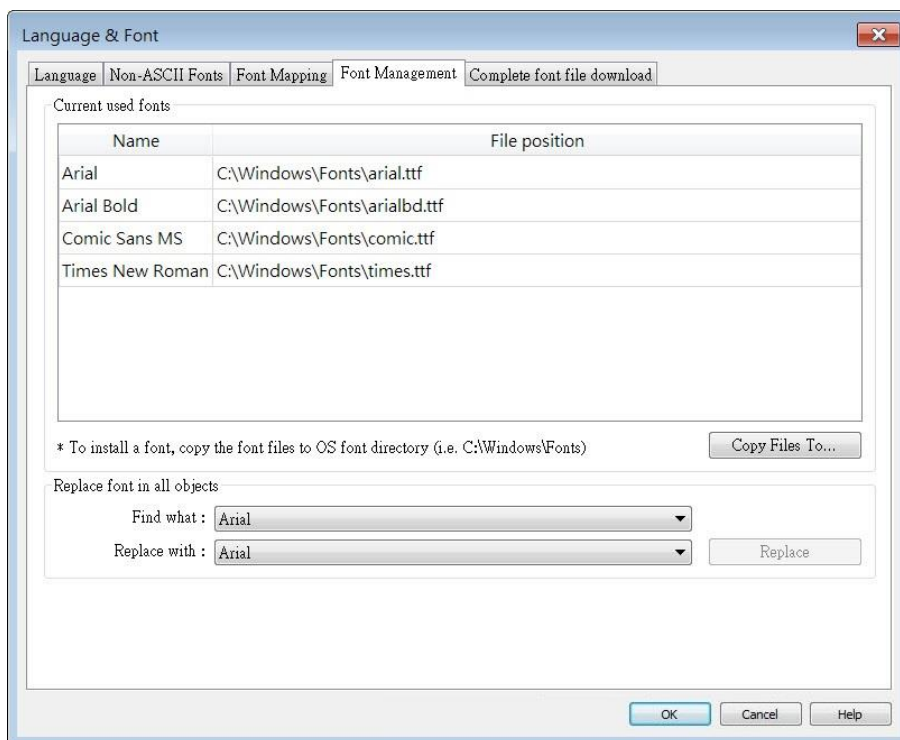 Language & Font
Language Non-ASCII Fonts Font Mapping Font Management Complete font file download
Current used fonts
Name File position
Arial C:\Windows\Fonts\arial.ttf
Arial Bold C:\Windows\Fonts\arialbd.ttf
Comic Sans MS C:\Windows\Fonts\comic.ttf
Times New Roman C:\Windows\Fonts\times.ttf
* To install a font, copy the font files to OS font directory (i.e. C:\Windows\Fonts) Copy Files To...
Replace font in all objects
Find what : Arial
Replace with : Arial Replace
OK Cancel Help